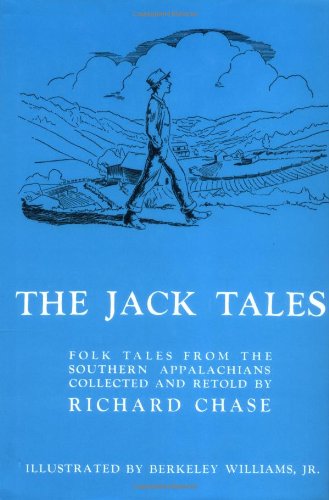 THE JACK TALES
FOLK TALES FROM THE
SOUTHERN APPALACHIANS
COLLECTED AND RETOLD BY
RICHARD CHASE
ILLUSTRATED BY BERKELEY WILLIAMS, JR.